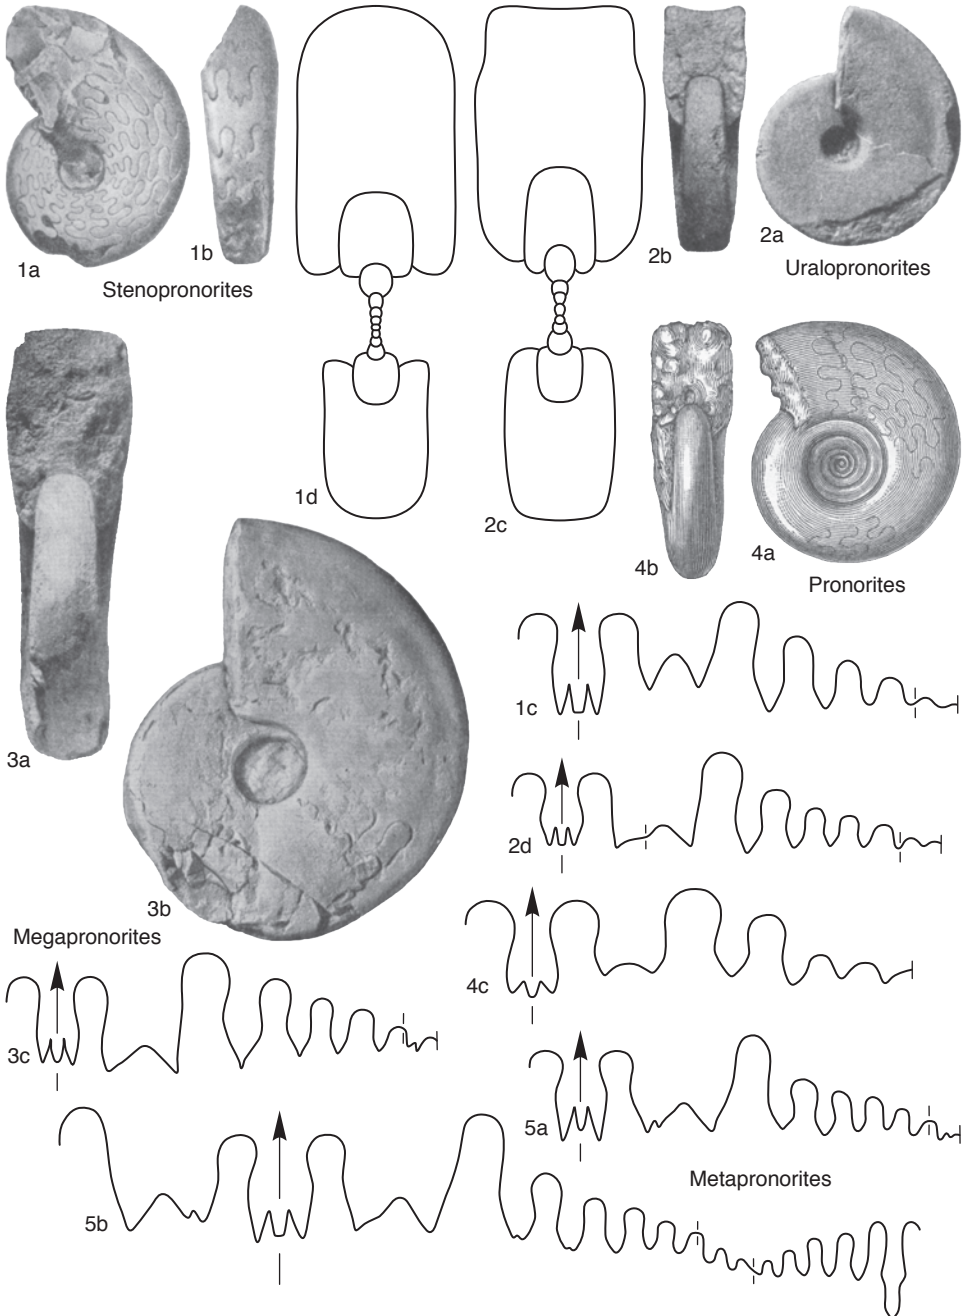 1a
1b
Stenopronorites
1d
2c
2b
2a
Uralopronorites
3a
3b
Megapronorites
4b
4a
Pronorites
1c
2d
4c
3c
5a
5b
Metapronorites